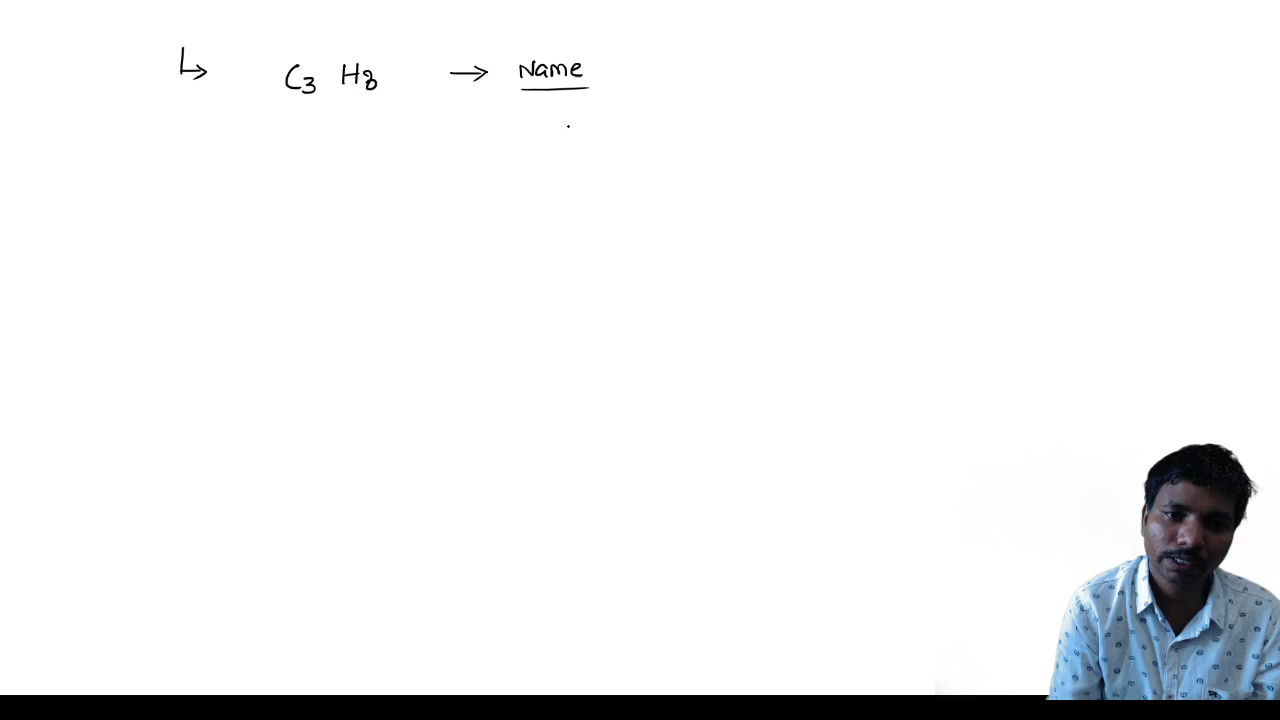 ↳ C₃ H₈ → Name